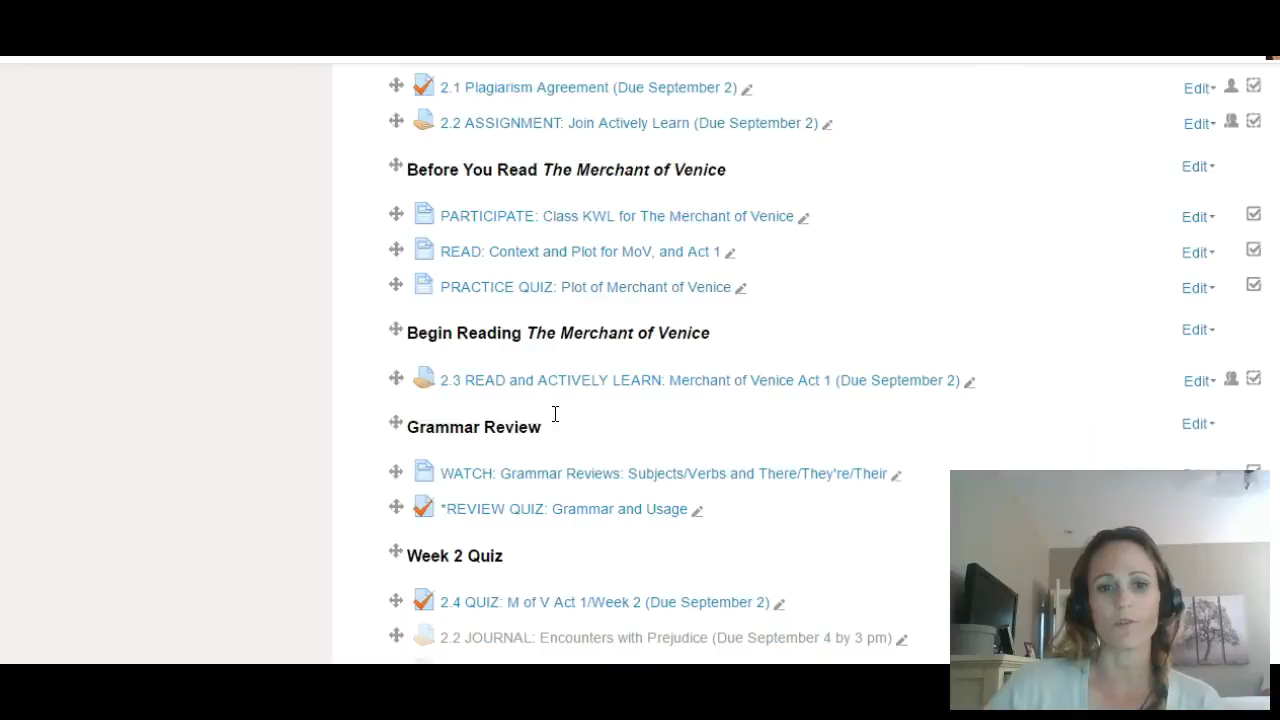 2.1 Plagiarism Agreement (Due September 2)
Edit
2.2 ASSIGNMENT: Join Actively Learn (Due September 2)
Edit
Before You Read The Merchant of Venice
Edit
PARTICIPATE: Class KWL for The Merchant of Venice
Edit
READ: Context and Plot for MoV, and Act 1
Edit
PRACTICE QUIZ: Plot of Merchant of Venice
Edit
Begin Reading The Merchant of Venice
Edit
2.3 READ and ACTIVELY LEARN: Merchant of Venice Act 1 (Due September 2)
Edit
Grammar Review
Edit
WATCH: Grammar Reviews: Subjects/Verbs and There/They're/Their
*REVIEW QUIZ: Grammar and Usage
Week 2 Quiz
2.4 QUIZ: M of V Act 1/Week 2 (Due September 2)
2.2 JOURNAL: Encounters with Prejudice (Due September 4 by 3 pm)